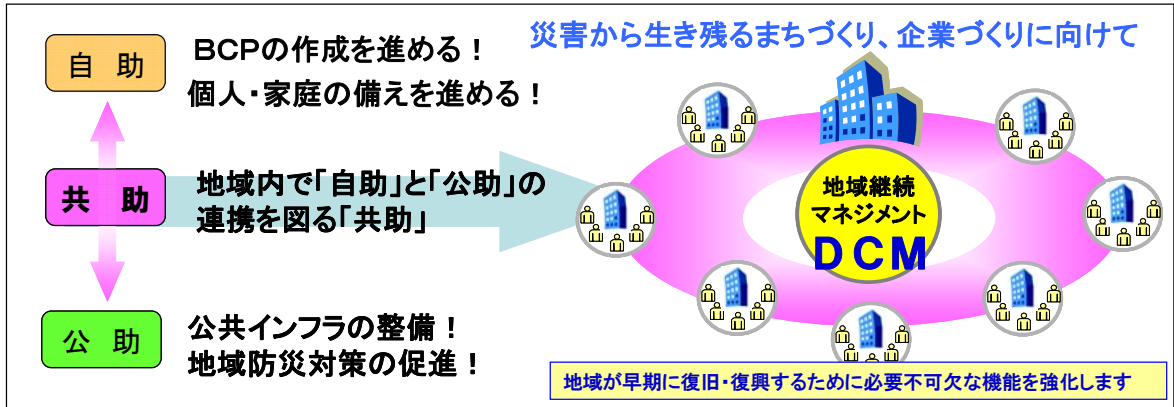 自 助
BCPの作成を進める!
個人・家庭の備えを進める!
共 助
地域内で「自助」と「公助」の
連携を図る「共助」
公 助
公共インフラの整備!
地域防災対策の促進!
災害から生き残るまちづくり、企業づくりに向けて
地域継続
マネジメント
DCM
地域が早期に復旧・復興するために必要不可欠な機能を強化します